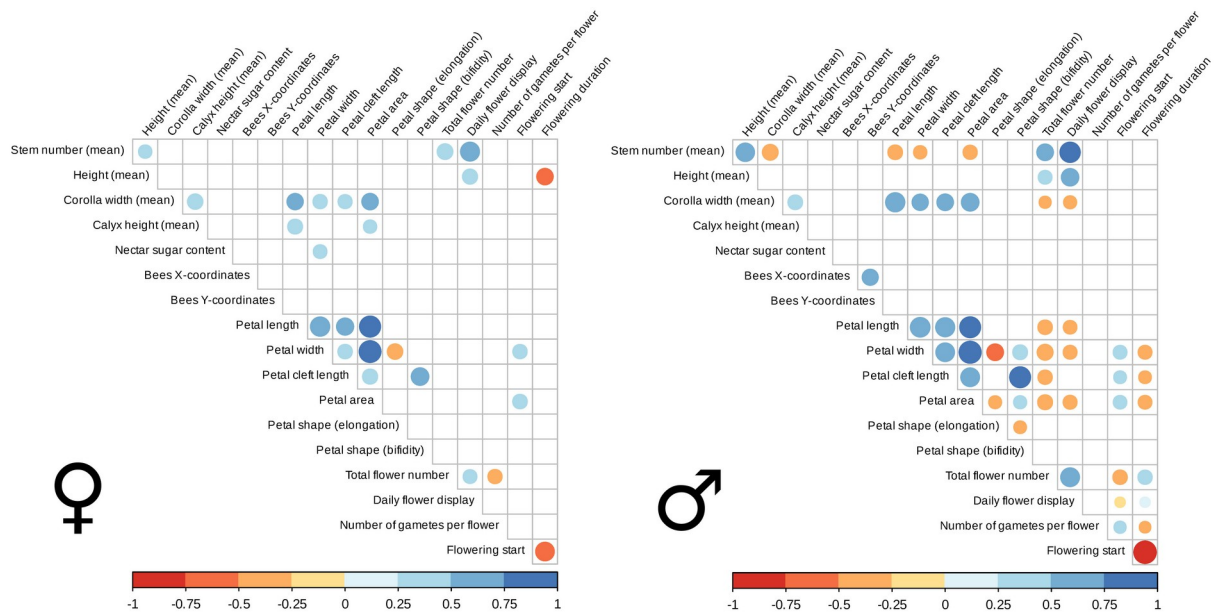 Height (mean)
Corolla width (mean)
Calyx height (mean)
Nectar sugar content
Bees X-coordinates
Bees Y-coordinates
Petal length
Petal width
Petal cleft length
Petal area
Petal shape (elongation)
Petal shape (bifidity)
Total flower number
Daily flower display
Number of gametes per flower
Flowering start
Flowering duration
Stem number (mean)
Height (mean)
Corolla width (mean)
Calyx height (mean)
Nectar sugar content
Bees X-coordinates
Bees Y-coordinates
Petal length
Petal width
Petal cleft length
Petal area
Petal shape (elongation)
Petal shape (bifidity)
Total flower number
Daily flower display
Number of gametes per flower
Flowering start
-1 -0.75 -0.5 -0.25 0 0.25 0.5 0.75 1
Height (mean)
Corolla width (mean)
Calyx height (mean)
Nectar sugar content
Bees X-coordinates
Bees Y-coordinates
Petal length
Petal width
Petal cleft length
Petal area
Petal shape (elongation)
Petal shape (bifidity)
Total flower number
Daily flower display
Number of gametes per flower
Flowering start
Flowering duration
Stem number (mean)
Height (mean)
Corolla width (mean)
Calyx height (mean)
Nectar sugar content
Bees X-coordinates
Bees Y-coordinates
Petal length
Petal width
Petal cleft length
Petal area
Petal shape (elongation)
Petal shape (bifidity)
Total flower number
Daily flower display
Number of gametes per flower
Flowering start
-1 -0.75 -0.5 -0.25 0 0.25 0.5 0.75 1